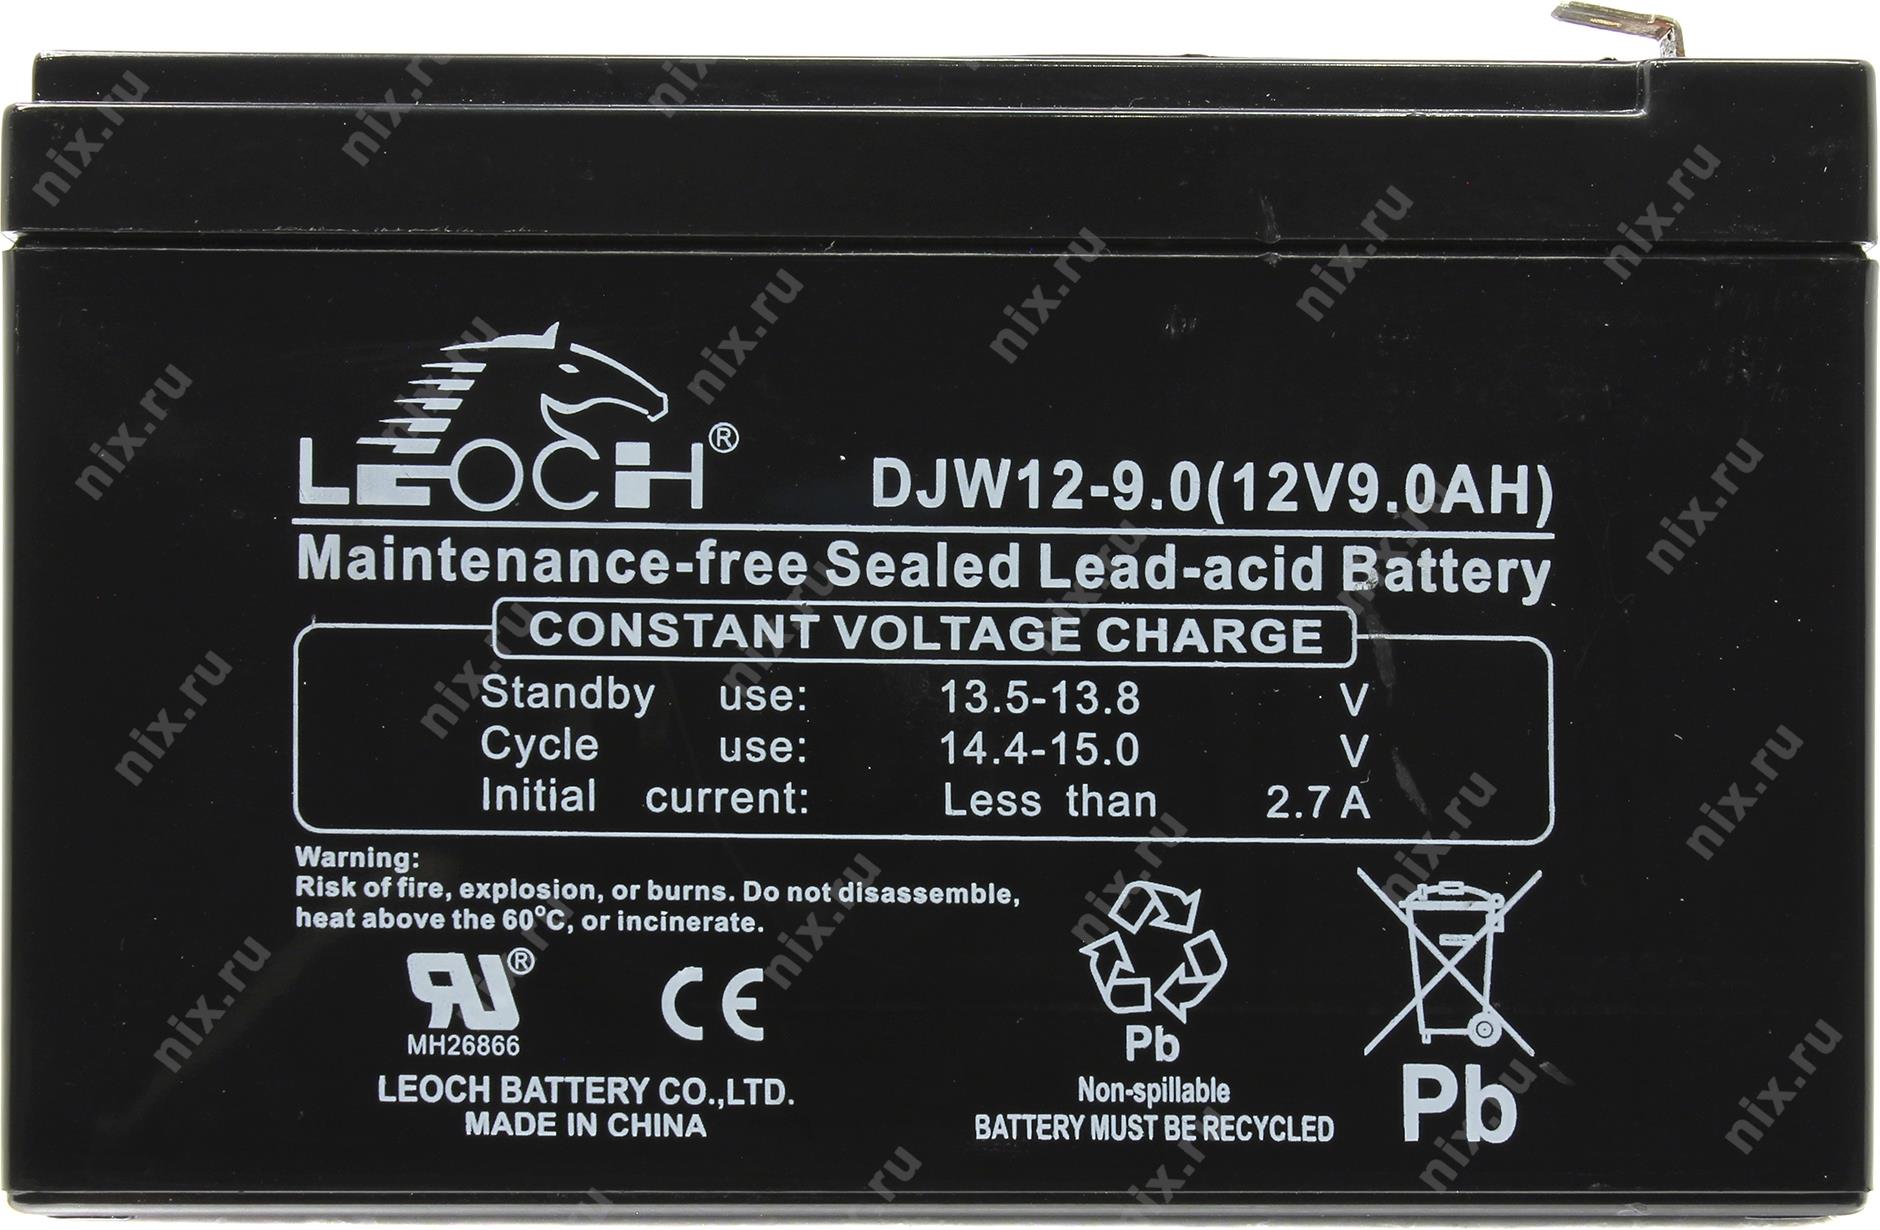 LEOCH®
DJW12-9.0(12V9.0AH)
Maintenance-free Sealed Lead-acid Battery
CONSTANT VOLTAGE CHARGE
Standby use: 13.5-13.8 V
Cycle use: 14.4-15.0 V
Initial current: Less than 2.7 A
Warning:
Risk of fire, explosion, or burns. Do not disassemble,
heat above the 60°C, or incinerate.
RU®
MH26866
CE
LEOCH BATTERY CO.,LTD.
MADE IN CHINA
Pb
Non-spillable
BATTERY MUST BE RECYCLED
Pb
nix.ru